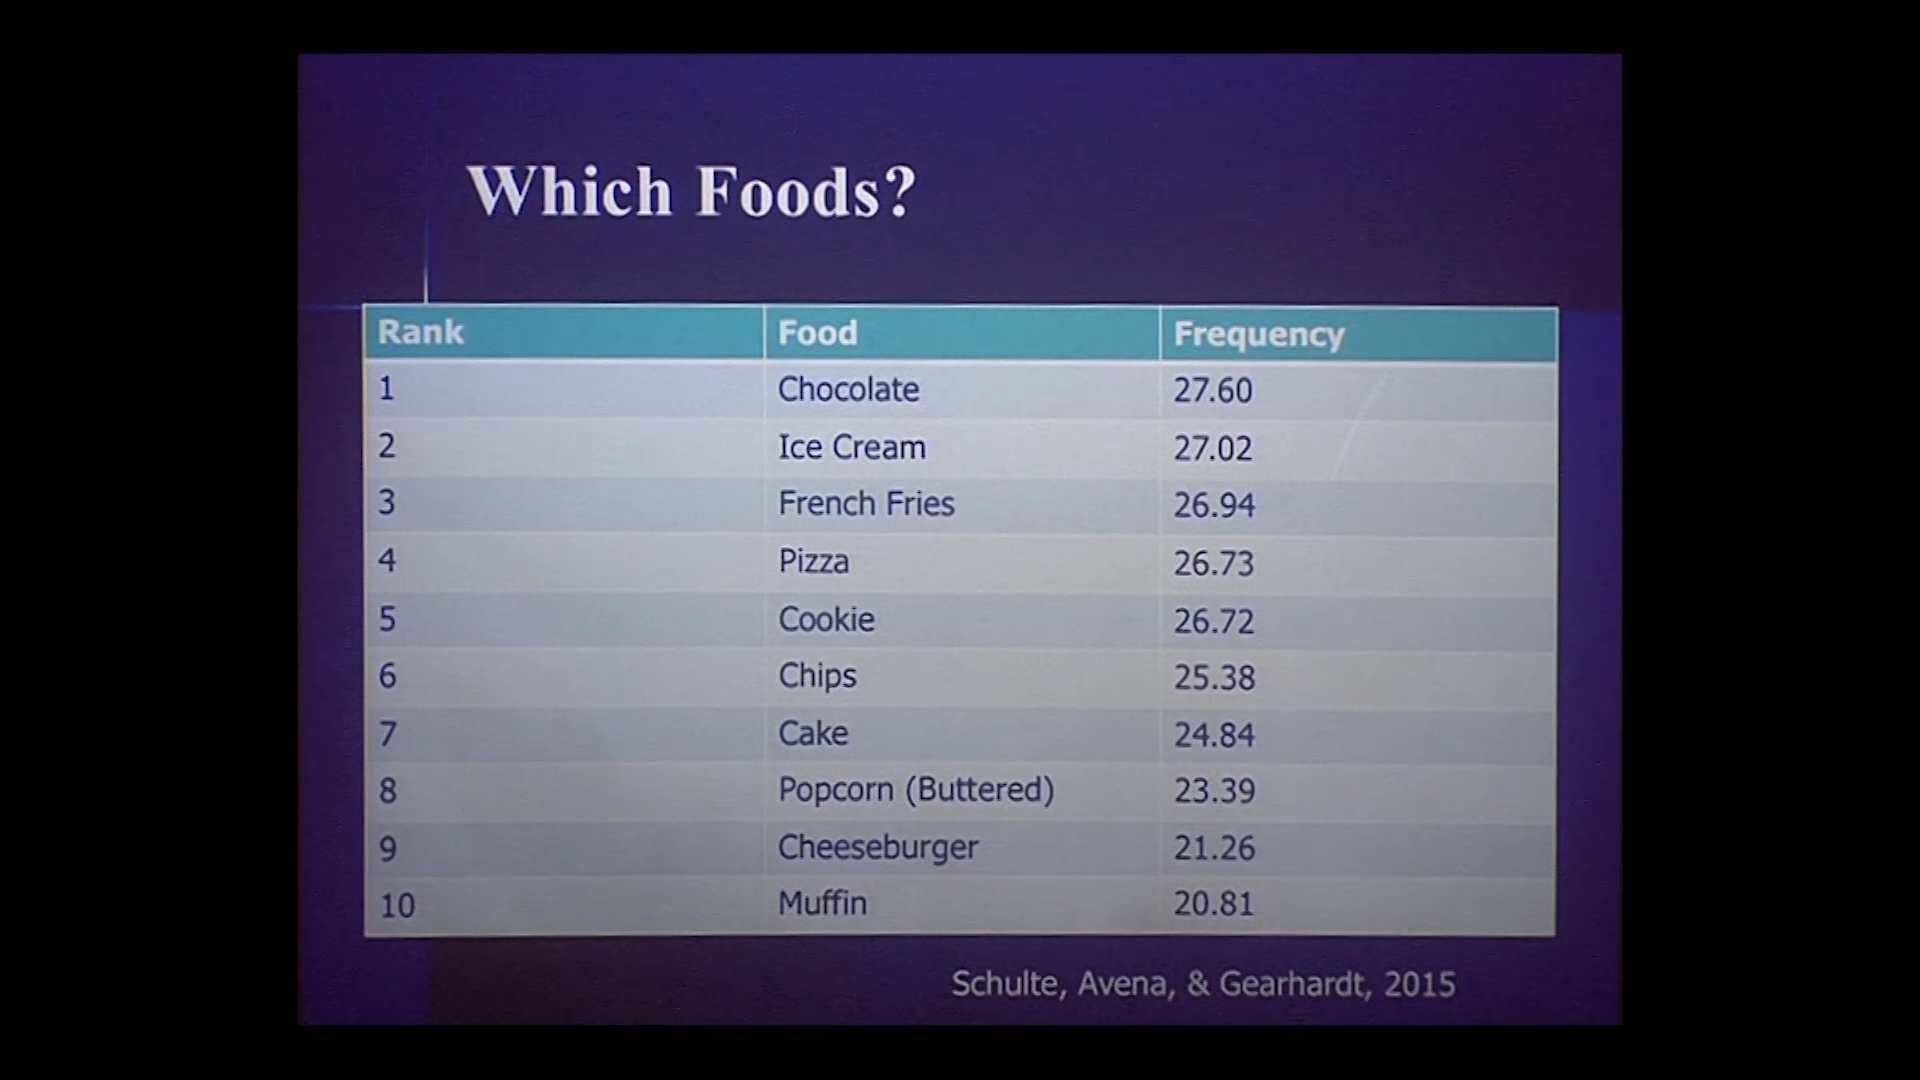 Which Foods?
Rank Food Frequency
1 Chocolate 27.60
2 Ice Cream 27.02
3 French Fries 26.94
4 Pizza 26.73
5 Cookie 26.72
6 Chips 25.38
7 Cake 24.84
8 Popcorn (Buttered) 23.39
9 Cheeseburger 21.26
10 Muffin 20.81
Schulte, Avena, & Gearhardt, 2015